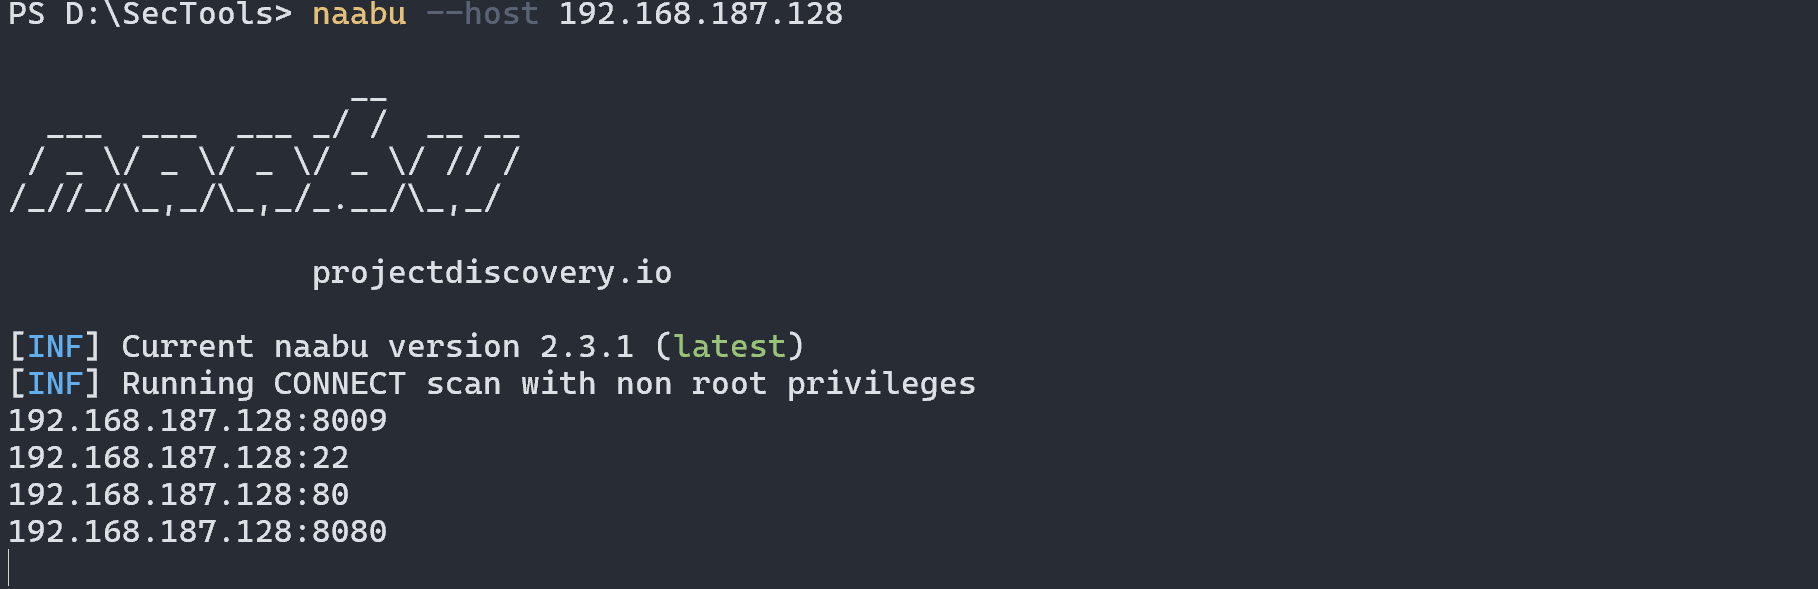 PS D:\SecTools> naabu --host 192.168.187.128
                  __
  ___  ___  ___ _/ /  __ __
 / _ \/ _ \/ _ \/ _ \/ // /
/_//_/\_,_/\_,_/_.__/\_,_/
projectdiscovery.io
[INF] Current naabu version 2.3.1 (latest)
[INF] Running CONNECT scan with non root privileges
192.168.187.128:8009
192.168.187.128:22
192.168.187.128:80
192.168.187.128:8080